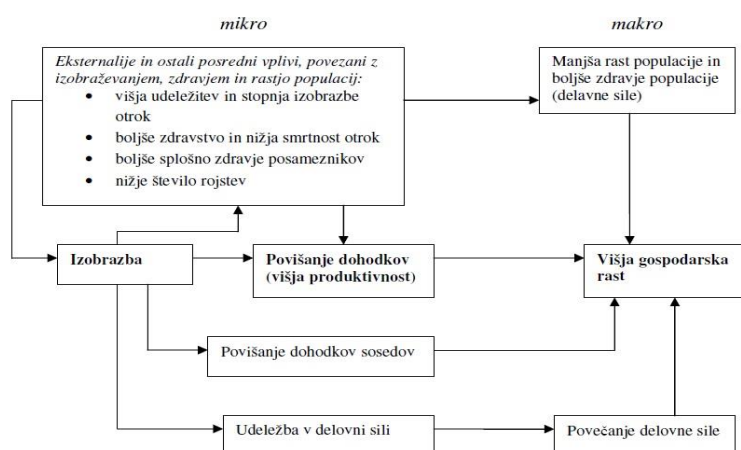 mikro
makro
Eksternalije in ostali posredni vplivi, povezani z
izobraževanjem, zdravjem in rastjo populacij:
• višja udeležitev in stopnja izobrazbe
otrok
• boljše zdravstvo in nižja smrtnost otrok
• boljše splošno zdravje posameznikov
• nižje število rojstev
Manjša rast populacije in
boljše zdravje populacije
(delavne sile)
Izobrazba
Povišanje dohodkov
(višja produktivnost)
Višja gospodarska
rast
Povišanje dohodkov sosedov
Udeležba v delovni sili
Povečanje delovne sile